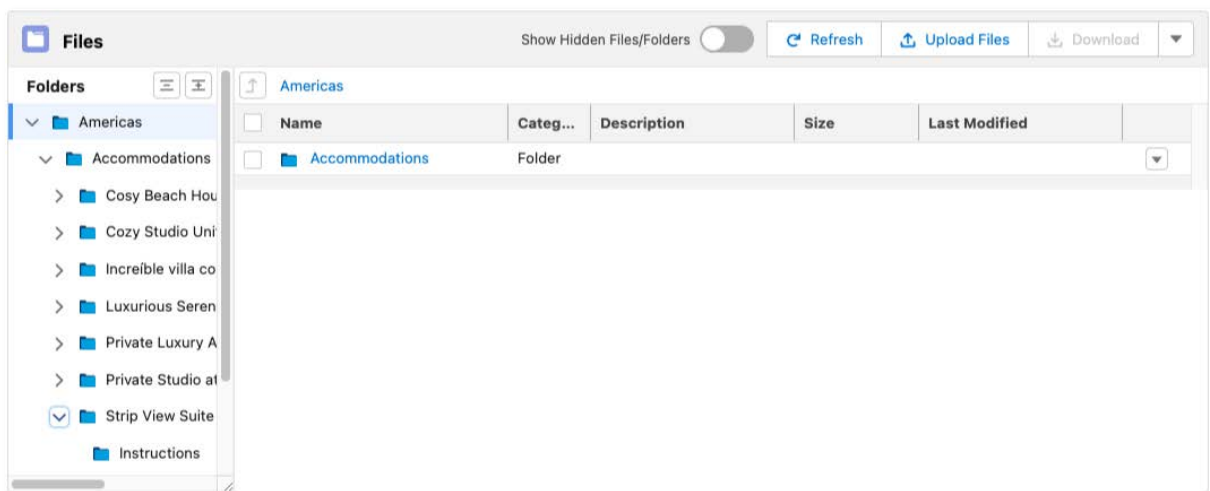 Files
Show Hidden Files/Folders
Refresh
Upload Files
Download
Folders
Americas
Accommodations
Cosy Beach Hou
Cozy Studio Uni
Increíble villa co
Luxurious Seren
Private Luxury A
Private Studio at
Strip View Suite
Instructions
Americas
Name Categ... Description Size Last Modified
Accommodations Folder